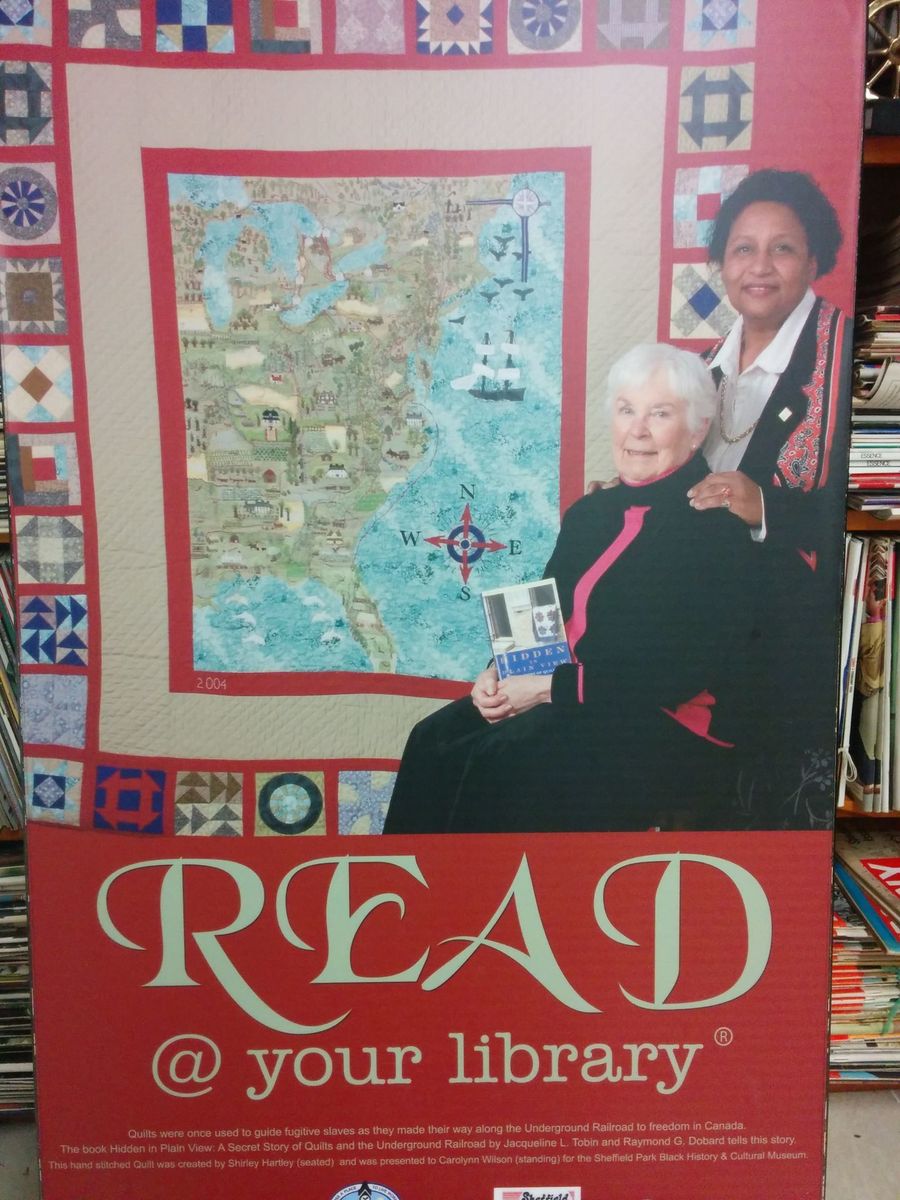 ESSENCE
ESSENCE
N
W E
S
HIDDEN
IN
PLAIN VIEW
2004
READ
@ your library®
Quilts were once used to guide fugitive slaves as they made their way along the Underground Railroad to freedom in Canada.
The book Hidden in Plain View: A Secret Story of Quilts and the Underground Railroad by Jacqueline L. Tobin and Raymond G. Dobard tells this story.
This hand stitched Quilt was created by Shirley Hartley (seated) and was presented to Carolynn Wilson (standing) for the Sheffield Park Black History & Cultural Museum.
Sheffield